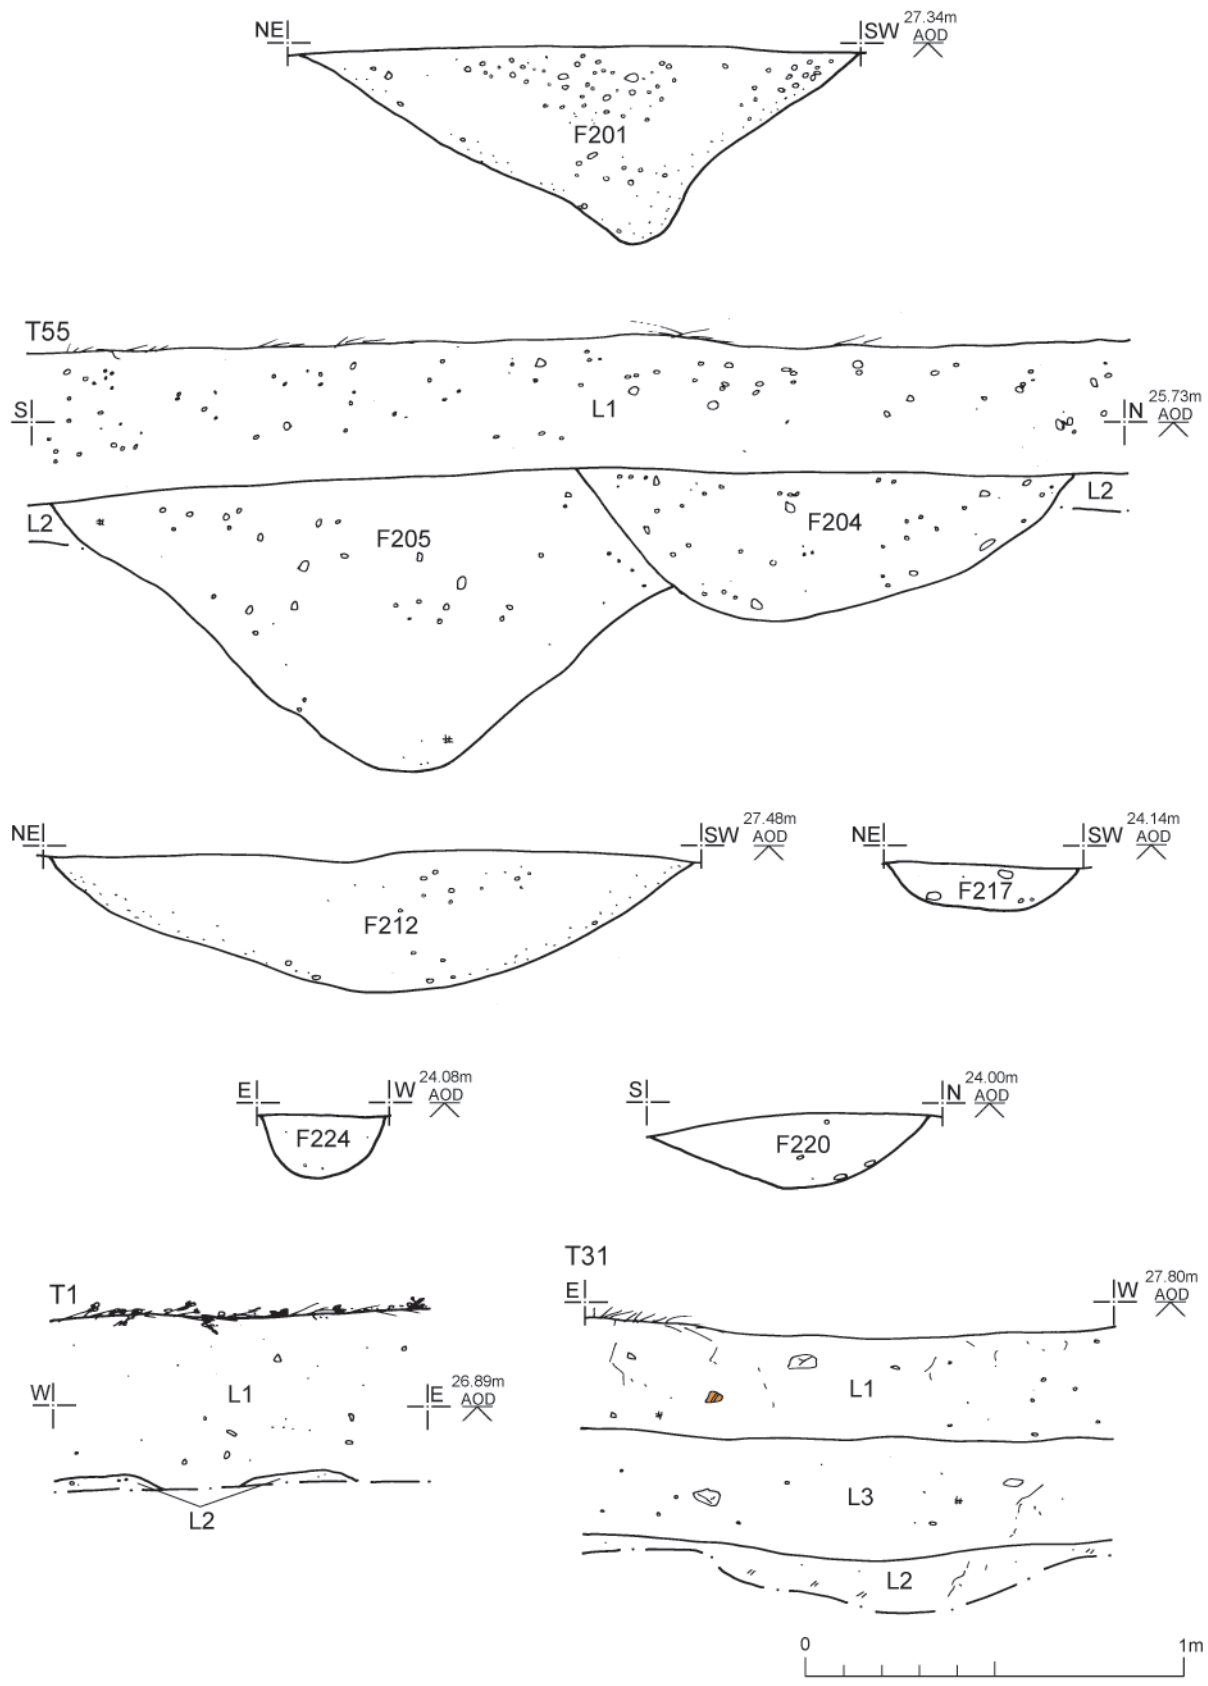 NE
SW
27.34m
AOD
F201
T55
L1
S
N
25.73m
AOD
L2
L2
F205
F204
NE
SW
27.48m
AOD
F212
NE
SW
24.14m
AOD
F217
E
W
24.08m
AOD
F224
S
N
24.00m
AOD
F220
T1
W
L1
E
26.89m
AOD
L2
T31
E
W
27.80m
AOD
L1
L3
L2
0
1m